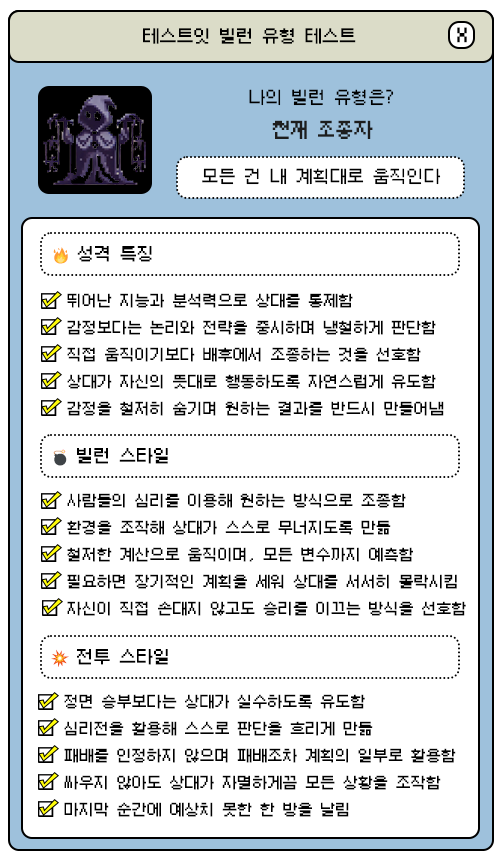 테스트잇 빌런 유형 테스트
X
나의 빌런 유형은?
천재 조종자
모든 건 내 계획대로 움직인다
성격 특징
뛰어난 지능과 분석력으로 상대를 통제함
감정보다는 논리와 전략을 중시하며 냉철하게 판단함
직접 움직이기보다 배후에서 조종하는 것을 선호함
상대가 자신의 뜻대로 행동하도록 자연스럽게 유도함
감정을 철저히 숨기며 원하는 결과를 반드시 만들어냄
빌런 스타일
사람들의 심리를 이용해 원하는 방식으로 조종함
환경을 조작해 상대가 스스로 무너지도록 만듦
철저한 계산으로 움직이며, 모든 변수까지 예측함
필요하면 장기적인 계획을 세워 상대를 서서히 몰락시킴
자신이 직접 손대지 않고도 승리를 이끄는 방식을 선호함
전투 스타일
정면 승부보다는 상대가 실수하도록 유도함
심리전을 활용해 스스로 판단을 흐리게 만듦
패배를 인정하지 않으며 패배조차 계획의 일부로 활용함
싸우지 않아도 상대가 자멸하게끔 모든 상황을 조작함
마지막 순간에 예상치 못한 한 방을 날림